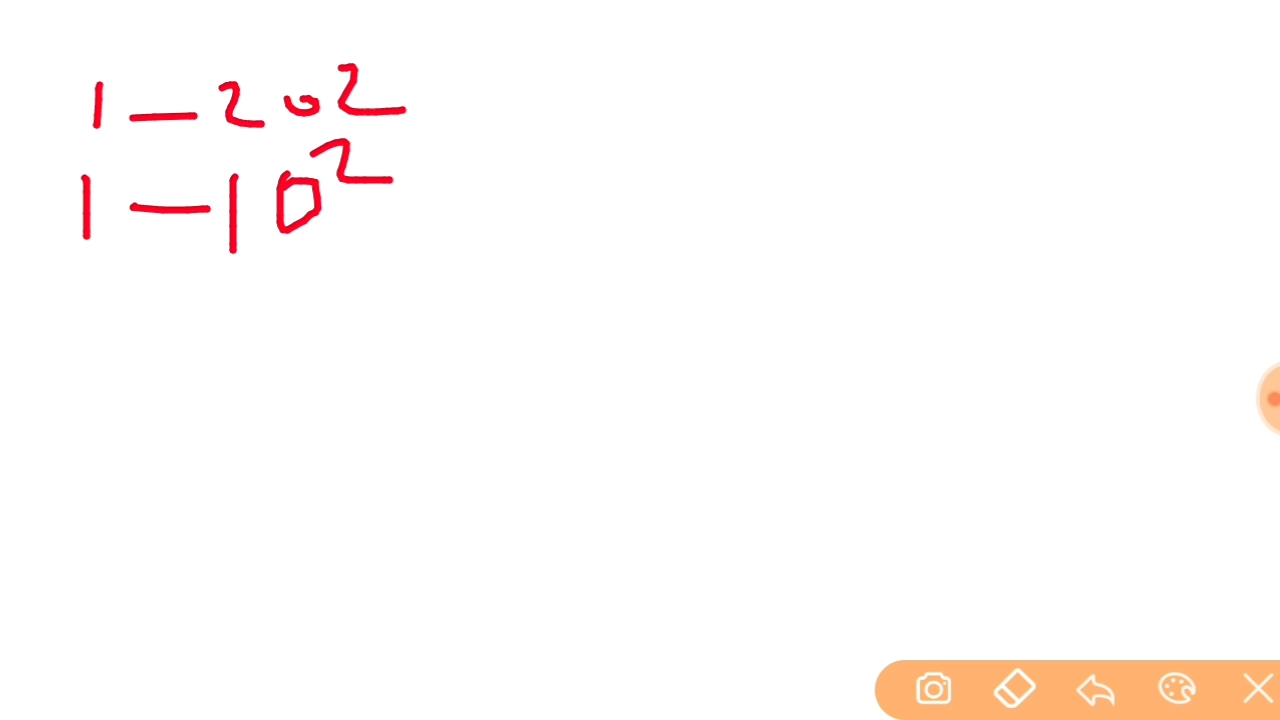 1 — 20²
1 — 10²